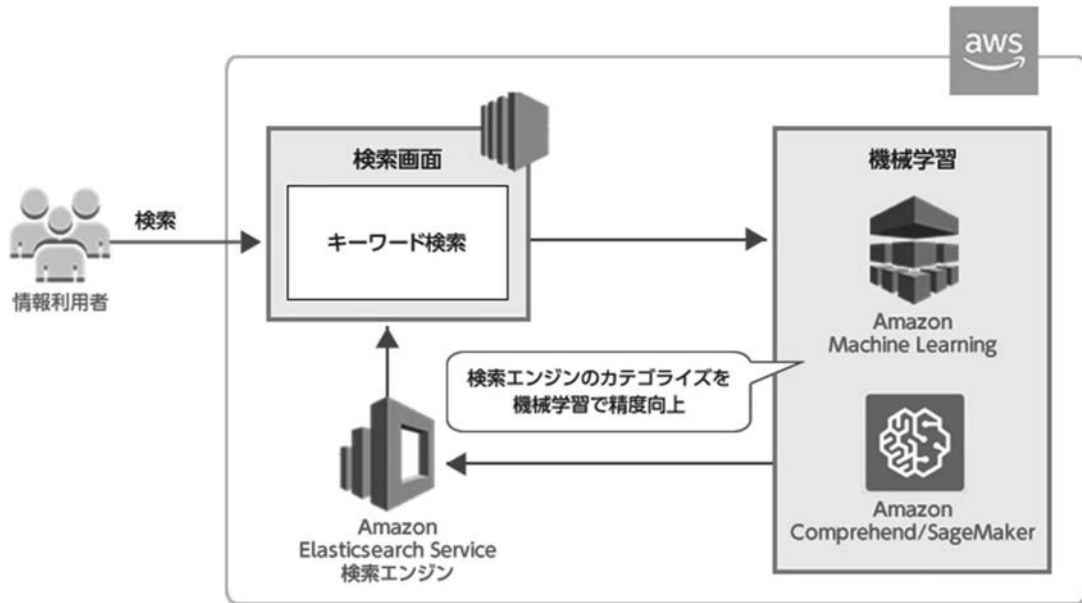 aws
検索画面
機械学習
検索
キーワード検索
情報利用者
Amazon
Machine Learning
検索エンジンのカテゴライズを
機械学習で精度向上
Amazon
Elasticsearch Service
検索エンジン
Amazon
Comprehend/SageMaker